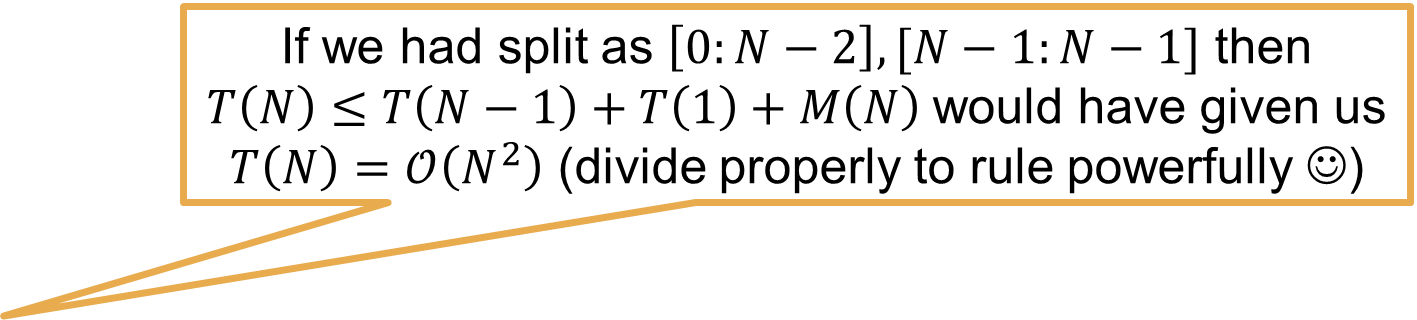 If we had split as [0: N − 2], [N − 1: N − 1] then
T(N) ≤ T(N − 1) + T(1) + M(N) would have given us
T(N) = 𝒪(N²) (divide properly to rule powerfully ☺)